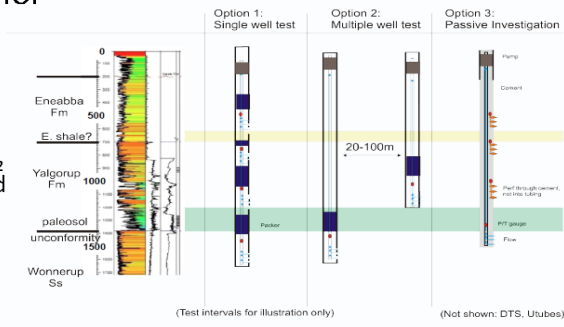 Option 1:
Single well test
Option 2:
Multiple well test
Option 3:
Passive Investigation
0
Eneabba
Fm
500
E. shale?
Yalgorup
Fm
1000
paleosol
unconformity
1500
Wonnerup
Ss
20-100m
Packer
Pump
Cement
Perf through cement,
not into tubing
P/T gauge
Flow
(Test intervals for illustration only)
(Not shown: DTS, Utubes)